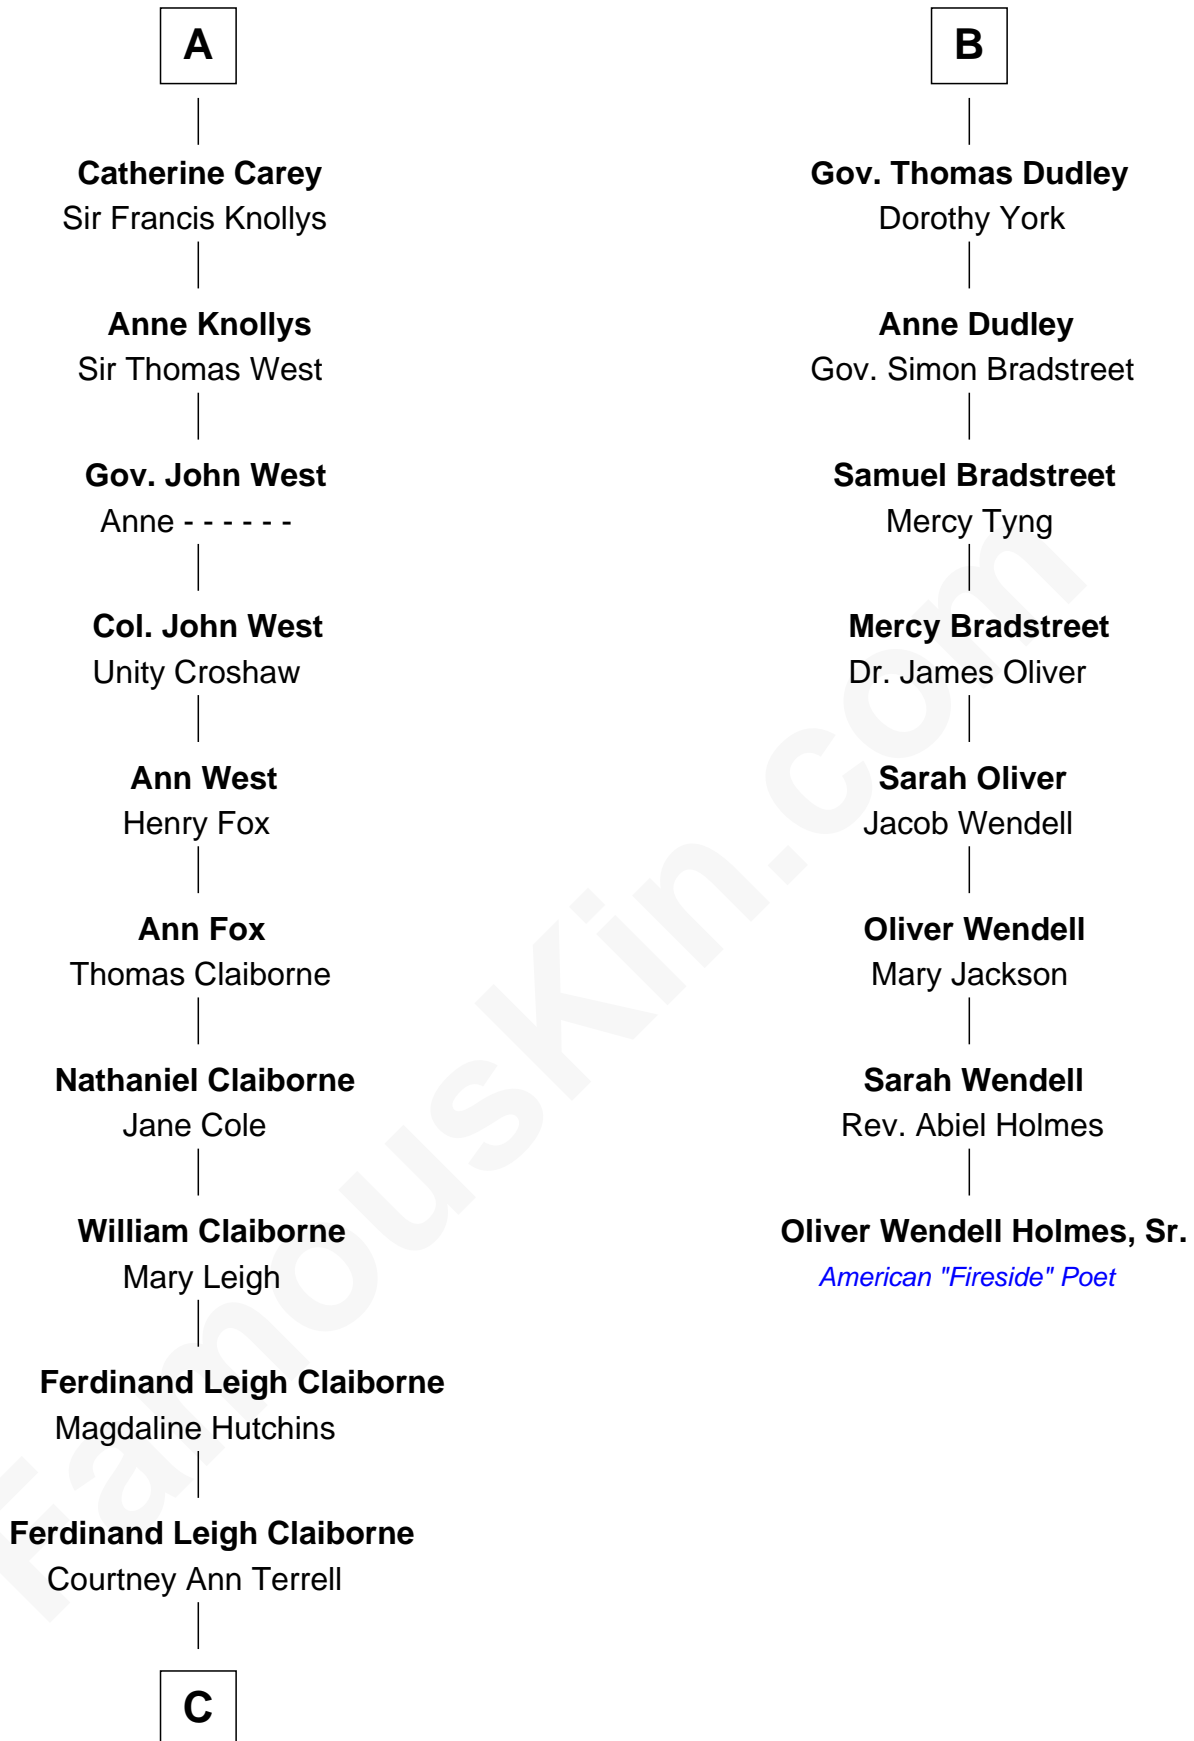 A
Catherine Carey
Sir Francis Knollys
Anne Knollys
Sir Thomas West
Gov. John West
Anne - - - - - -
Col. John West
Unity Croshaw
Ann West
Henry Fox
Ann Fox
Thomas Claiborne
Nathaniel Claiborne
Jane Cole
William Claiborne
Mary Leigh
Ferdinand Leigh Claiborne
Magdaline Hutchins
Ferdinand Leigh Claiborne
Courtney Ann Terrell
C
B
Gov. Thomas Dudley
Dorothy York
Anne Dudley
Gov. Simon Bradstreet
Samuel Bradstreet
Mercy Tyng
Mercy Bradstreet
Dr. James Oliver
Sarah Oliver
Jacob Wendell
Oliver Wendell
Mary Jackson
Sarah Wendell
Rev. Abiel Holmes
Oliver Wendell Holmes, Sr.
American "Fireside" Poet
FamousKin.com